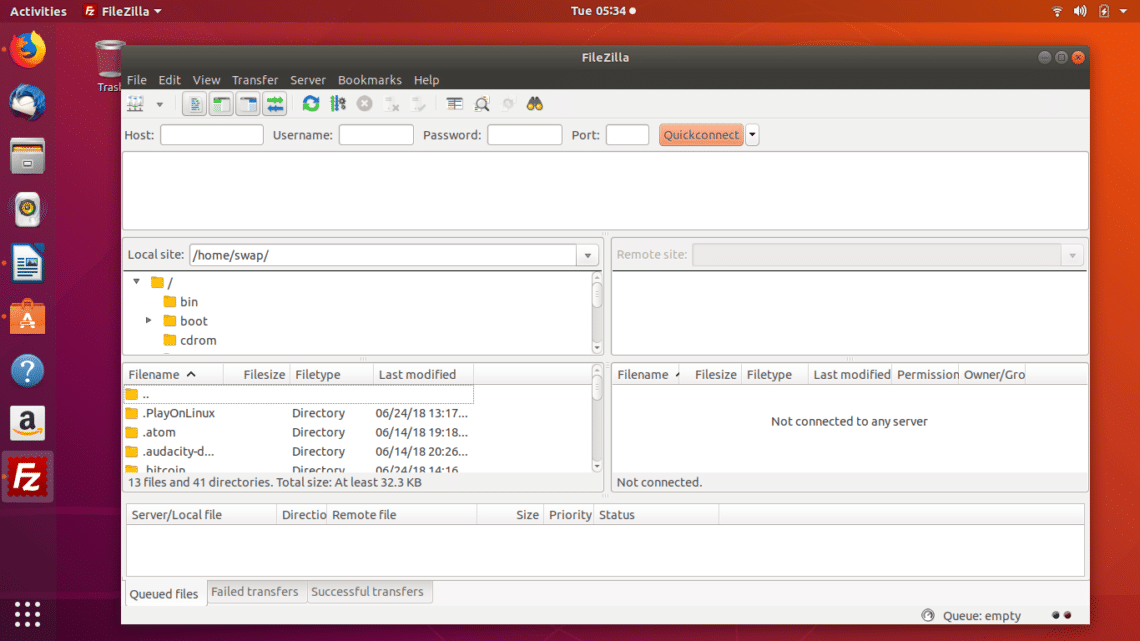 Activities FileZilla Tue 05:34
Trash
FileZilla
File Edit View Transfer Server Bookmarks Help
Host: Username: Password: Port: Quickconnect
Local site: /home/swap/ Remote site:
/
bin
boot
cdrom
Filename Filesize Filetype Last modified
..
.PlayOnLinux Directory 06/24/18 13:17...
.atom Directory 06/14/18 19:18...
.audacity-d... Directory 06/14/18 20:26...
.bitcoin Directory 06/24/18 14:16
13 files and 41 directories. Total size: At least 32.3 KB
Filename Filesize Filetype Last modified Permission Owner/Gro
Not connected to any server
Not connected.
Server/Local file Directio Remote file Size Priority Status
Queued files Failed transfers Successful transfers
Queue: empty